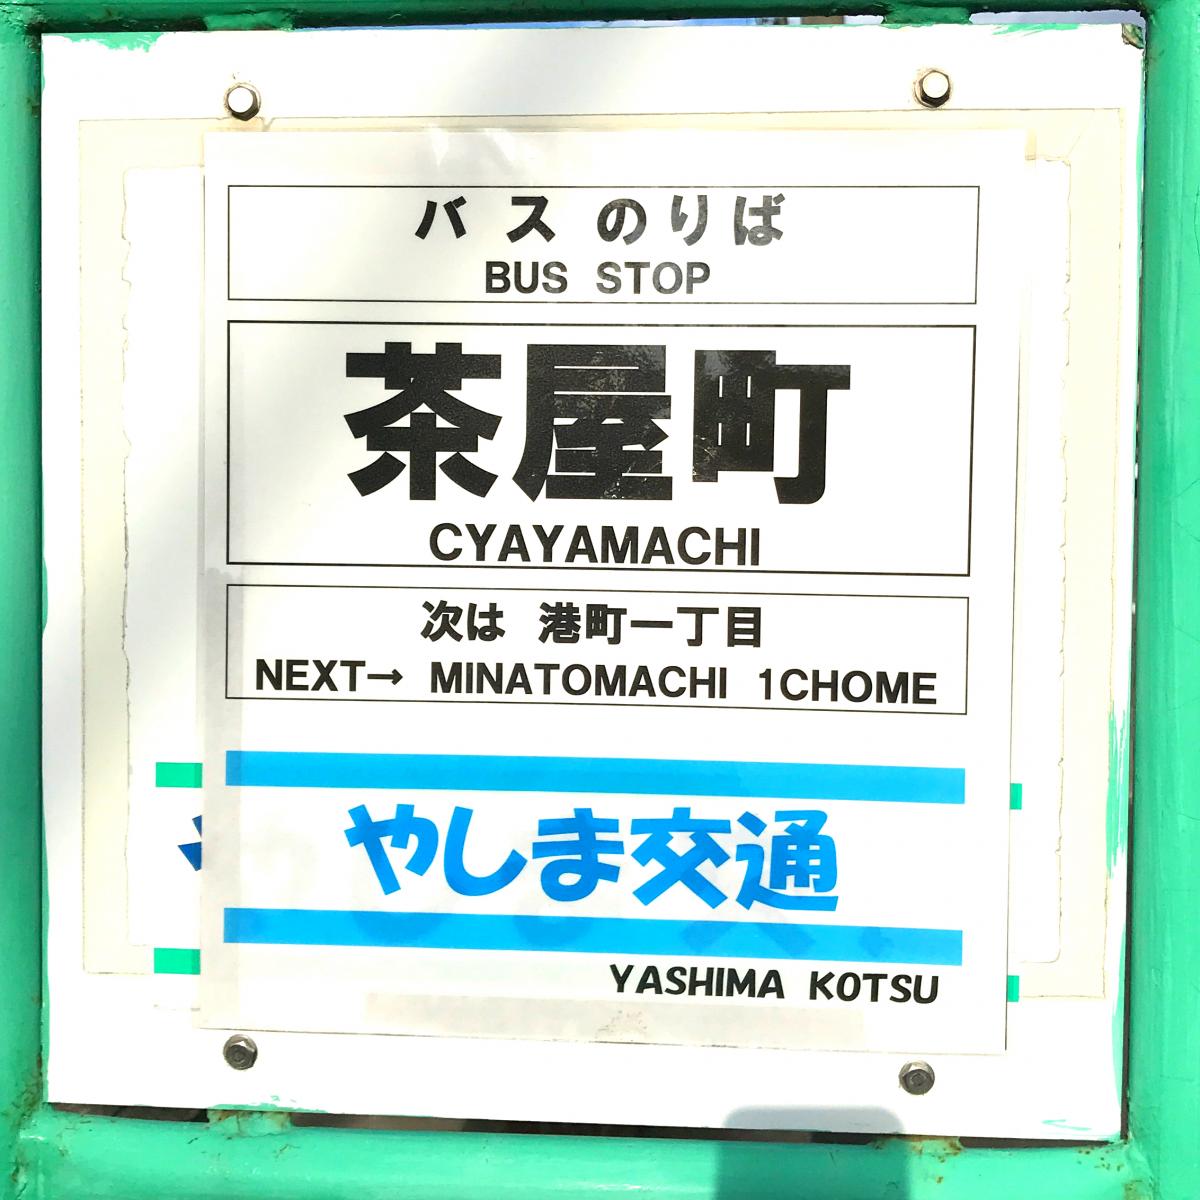 バス のりば
BUS STOP
茶屋町
CYAYAMACHI
次は 港町一丁目
NEXT→ MINATOMACHI 1CHOME
やしま交通
YASHIMA KOTSU